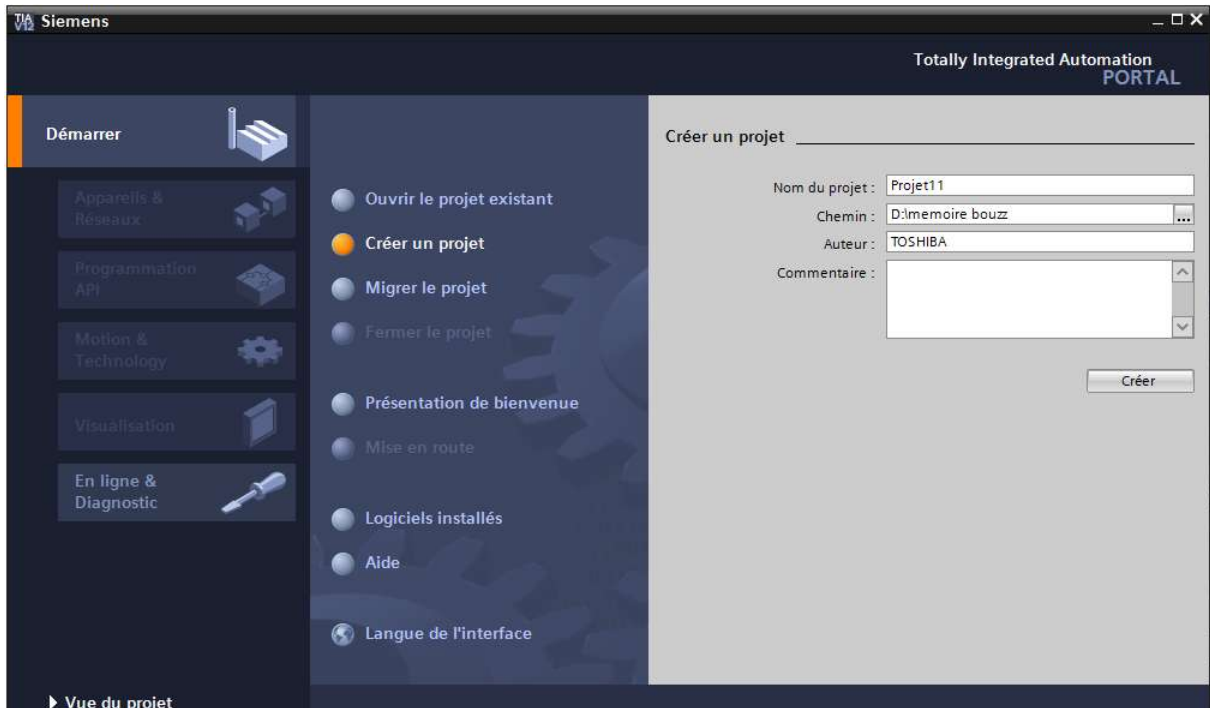 TIA V12 Siemens
Totally Integrated Automation
PORTAL
Démarrer
Appareils &
Réseaux
Programmation
API
Motion &
Technology
Visualisation
En ligne &
Diagnostic
Vue du projet
Ouvrir le projet existant
Créer un projet
Migrer le projet
Fermer le projet
Présentation de bienvenue
Mise en route
Logiciels installés
Aide
Langue de l'interface
Créer un projet
Nom du projet : Projet11
Chemin : D:\memoire bouzz ...
Auteur : TOSHIBA
Commentaire :
Créer